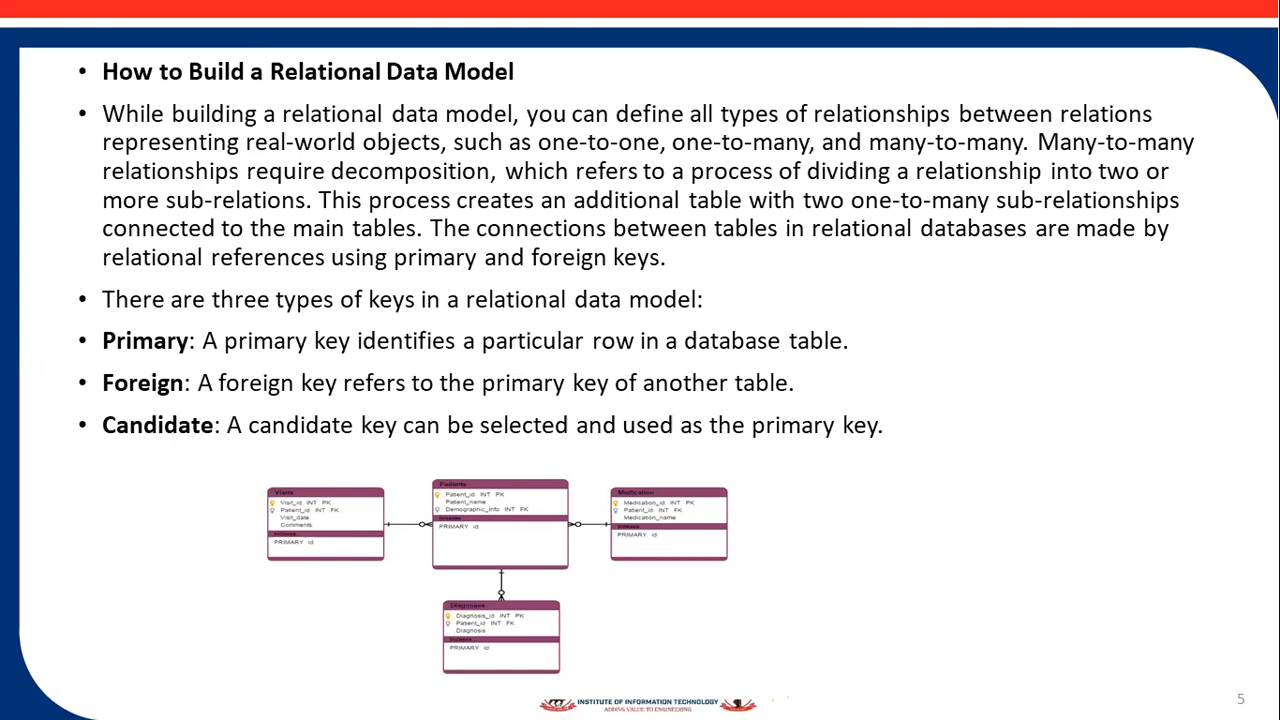 • How to Build a Relational Data Model
• While building a relational data model, you can define all types of relationships between relations
representing real-world objects, such as one-to-one, one-to-many, and many-to-many. Many-to-many
relationships require decomposition, which refers to a process of dividing a relationship into two or
more sub-relations. This process creates an additional table with two one-to-many sub-relationships
connected to the main tables. The connections between tables in relational databases are made by
relational references using primary and foreign keys.
• There are three types of keys in a relational data model:
• Primary: A primary key identifies a particular row in a database table.
• Foreign: A foreign key refers to the primary key of another table.
• Candidate: A candidate key can be selected and used as the primary key.
Visits
Visit_id INT PK
Patient_id INT FK
Visit_date
Comments
Indexes
PRIMARY id
Patients
Patient_id INT PK
Patient_name
Demographic_info INT FK
Indexes
PRIMARY id
Medication
Medication_id INT PK
Patient_id INT FK
Medication_name
Indexes
PRIMARY id
Diagnoses
Diagnosis_id INT PK
Patient_id INT FK
Diagnosis
Indexes
PRIMARY id
INSTITUTE OF INFORMATION TECHNOLOGY
ADDING VALUE TO ENGINEERING
5